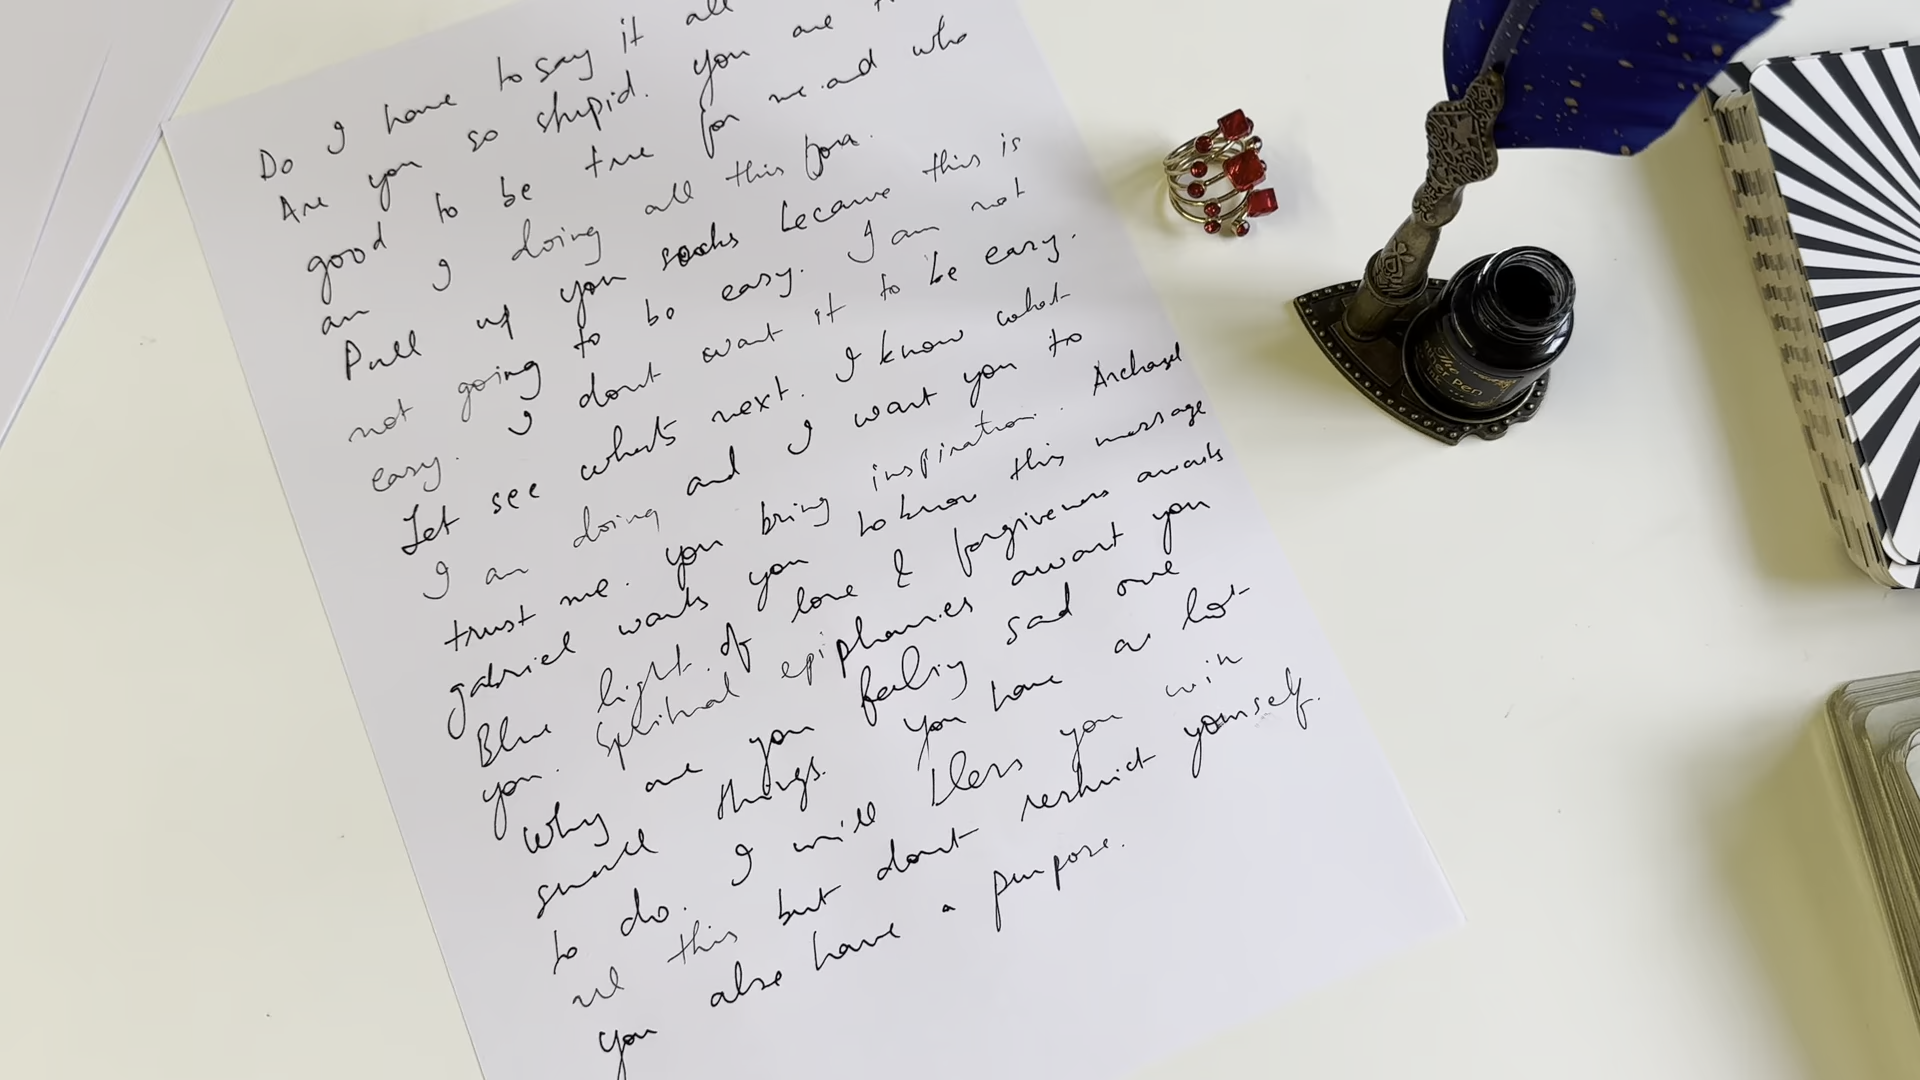 Do I have to say it all
Are you so stupid. You are
good to be true for me. and who
am I doing all this for.
Pull up you socks because this is
not going to be easy. I am not
easy. I dont want it to be easy.
Let see whats next. I know what
I am doing and I want you to
trust me. You bring inspiration. Archagel
gabriel wants you to know this message
Blue light of love & forgiveness awaits
you. Spiritual epiphanies await you
Why are you feeling sad over
small things. You have a lot
to do. I will bless you with
all this but dont restrict yourself.
you also have a purpose.